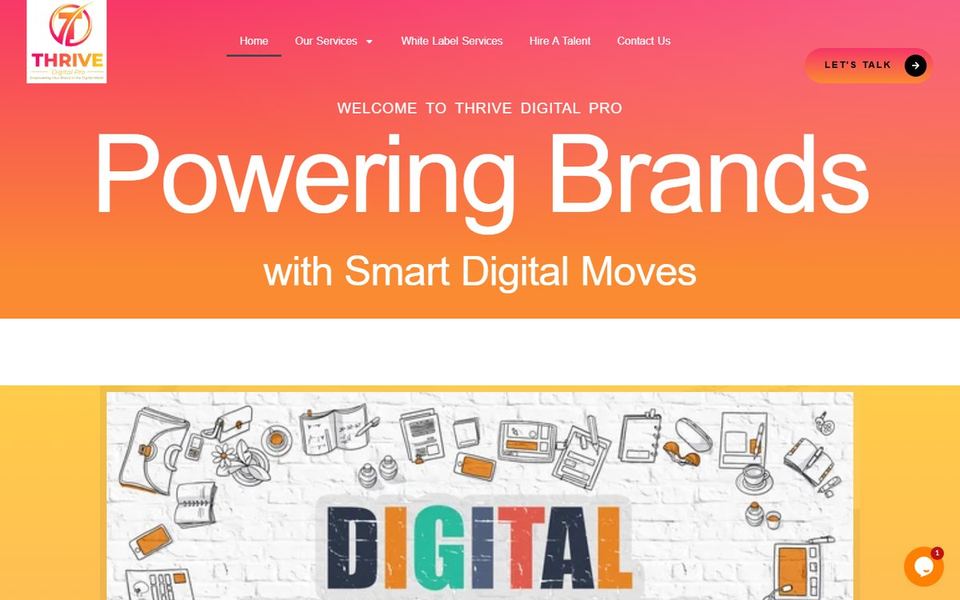 THRIVE
Digital Pro
Home
Our Services
White Label Services
Hire A Talent
Contact Us
LET'S TALK
WELCOME TO THRIVE DIGITAL PRO
Powering Brands
with Smart Digital Moves
DIGITAL
1